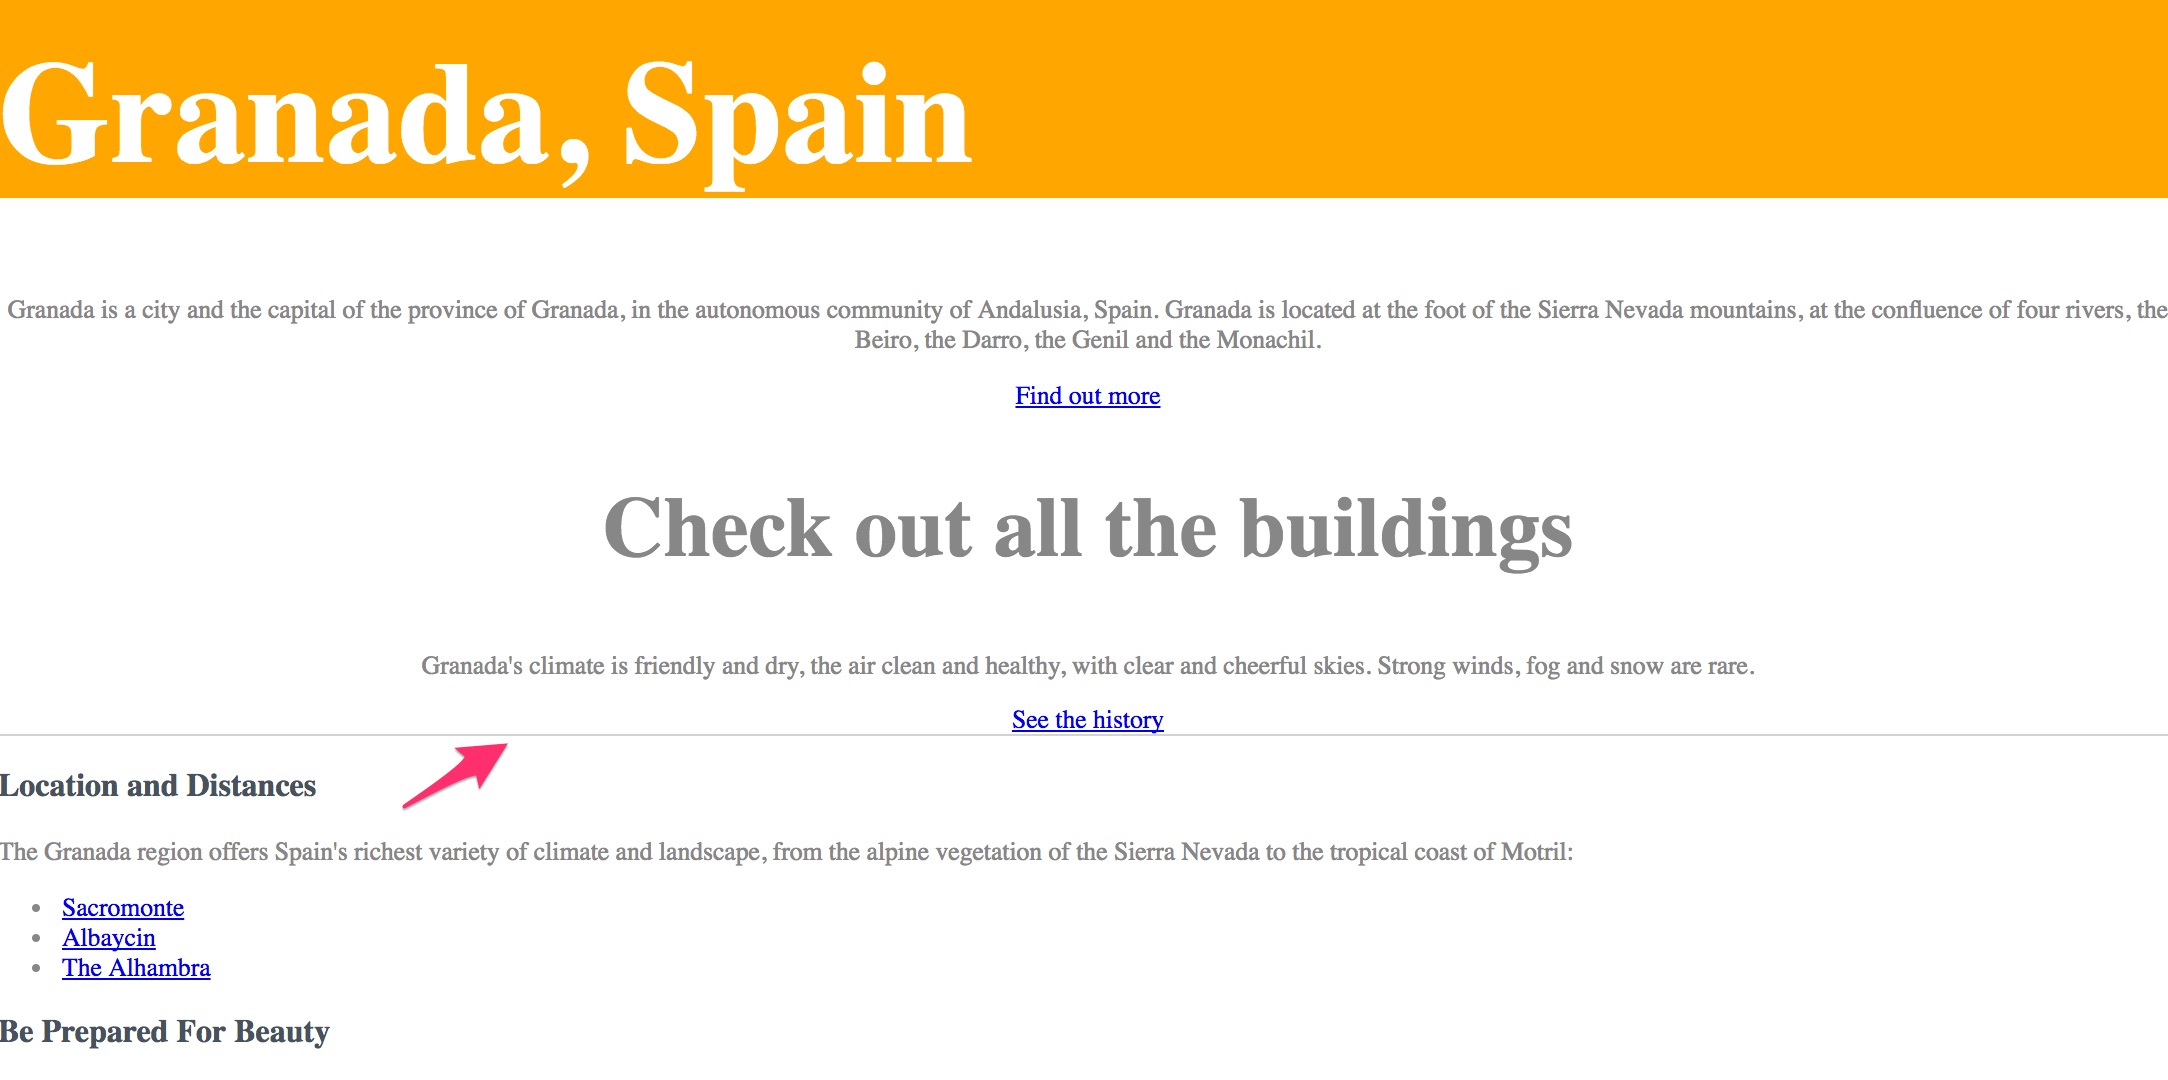 Granada, Spain
Granada is a city and the capital of the province of Granada, in the autonomous community of Andalusia, Spain. Granada is located at the foot of the Sierra Nevada mountains, at the confluence of four rivers, the
Beiro, the Darro, the Genil and the Monachil.
Find out more
Check out all the buildings
Granada's climate is friendly and dry, the air clean and healthy, with clear and cheerful skies. Strong winds, fog and snow are rare.
See the history
Location and Distances
The Granada region offers Spain's richest variety of climate and landscape, from the alpine vegetation of the Sierra Nevada to the tropical coast of Motril:
• Sacromonte
• Albaycin
• The Alhambra
Be Prepared For Beauty